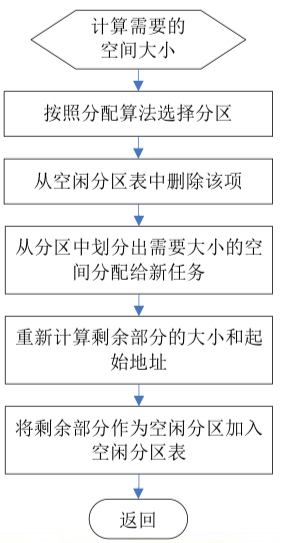 计算需要的
空间大小
按照分配算法选择分区
从空闲分区表中删除该项
从分区中划分出需要大小的空
间分配给新任务
重新计算剩余部分的大小和起
始地址
将剩余部分作为空闲分区加入
空闲分区表
返回